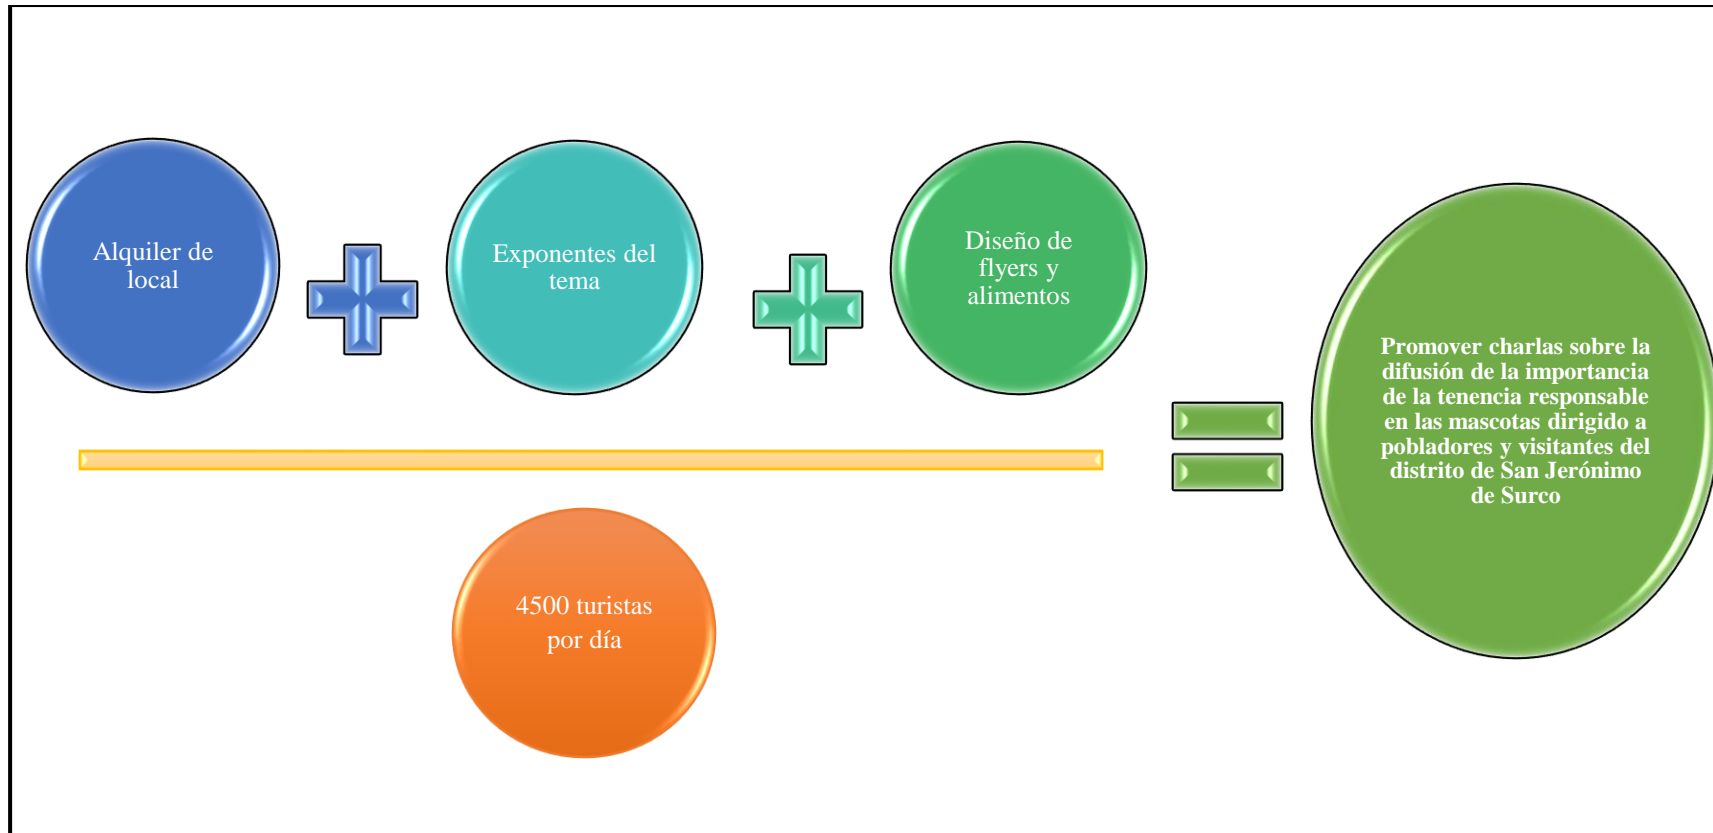 Alquiler de
local
Exponentes del
tema
Diseño de
flyers y
alimentos
4500 turistas
por día
Promover charlas sobre la
difusión de la importancia
de la tenencia responsable
en las mascotas dirigido a
pobladores y visitantes del
distrito de San Jerónimo
de Surco